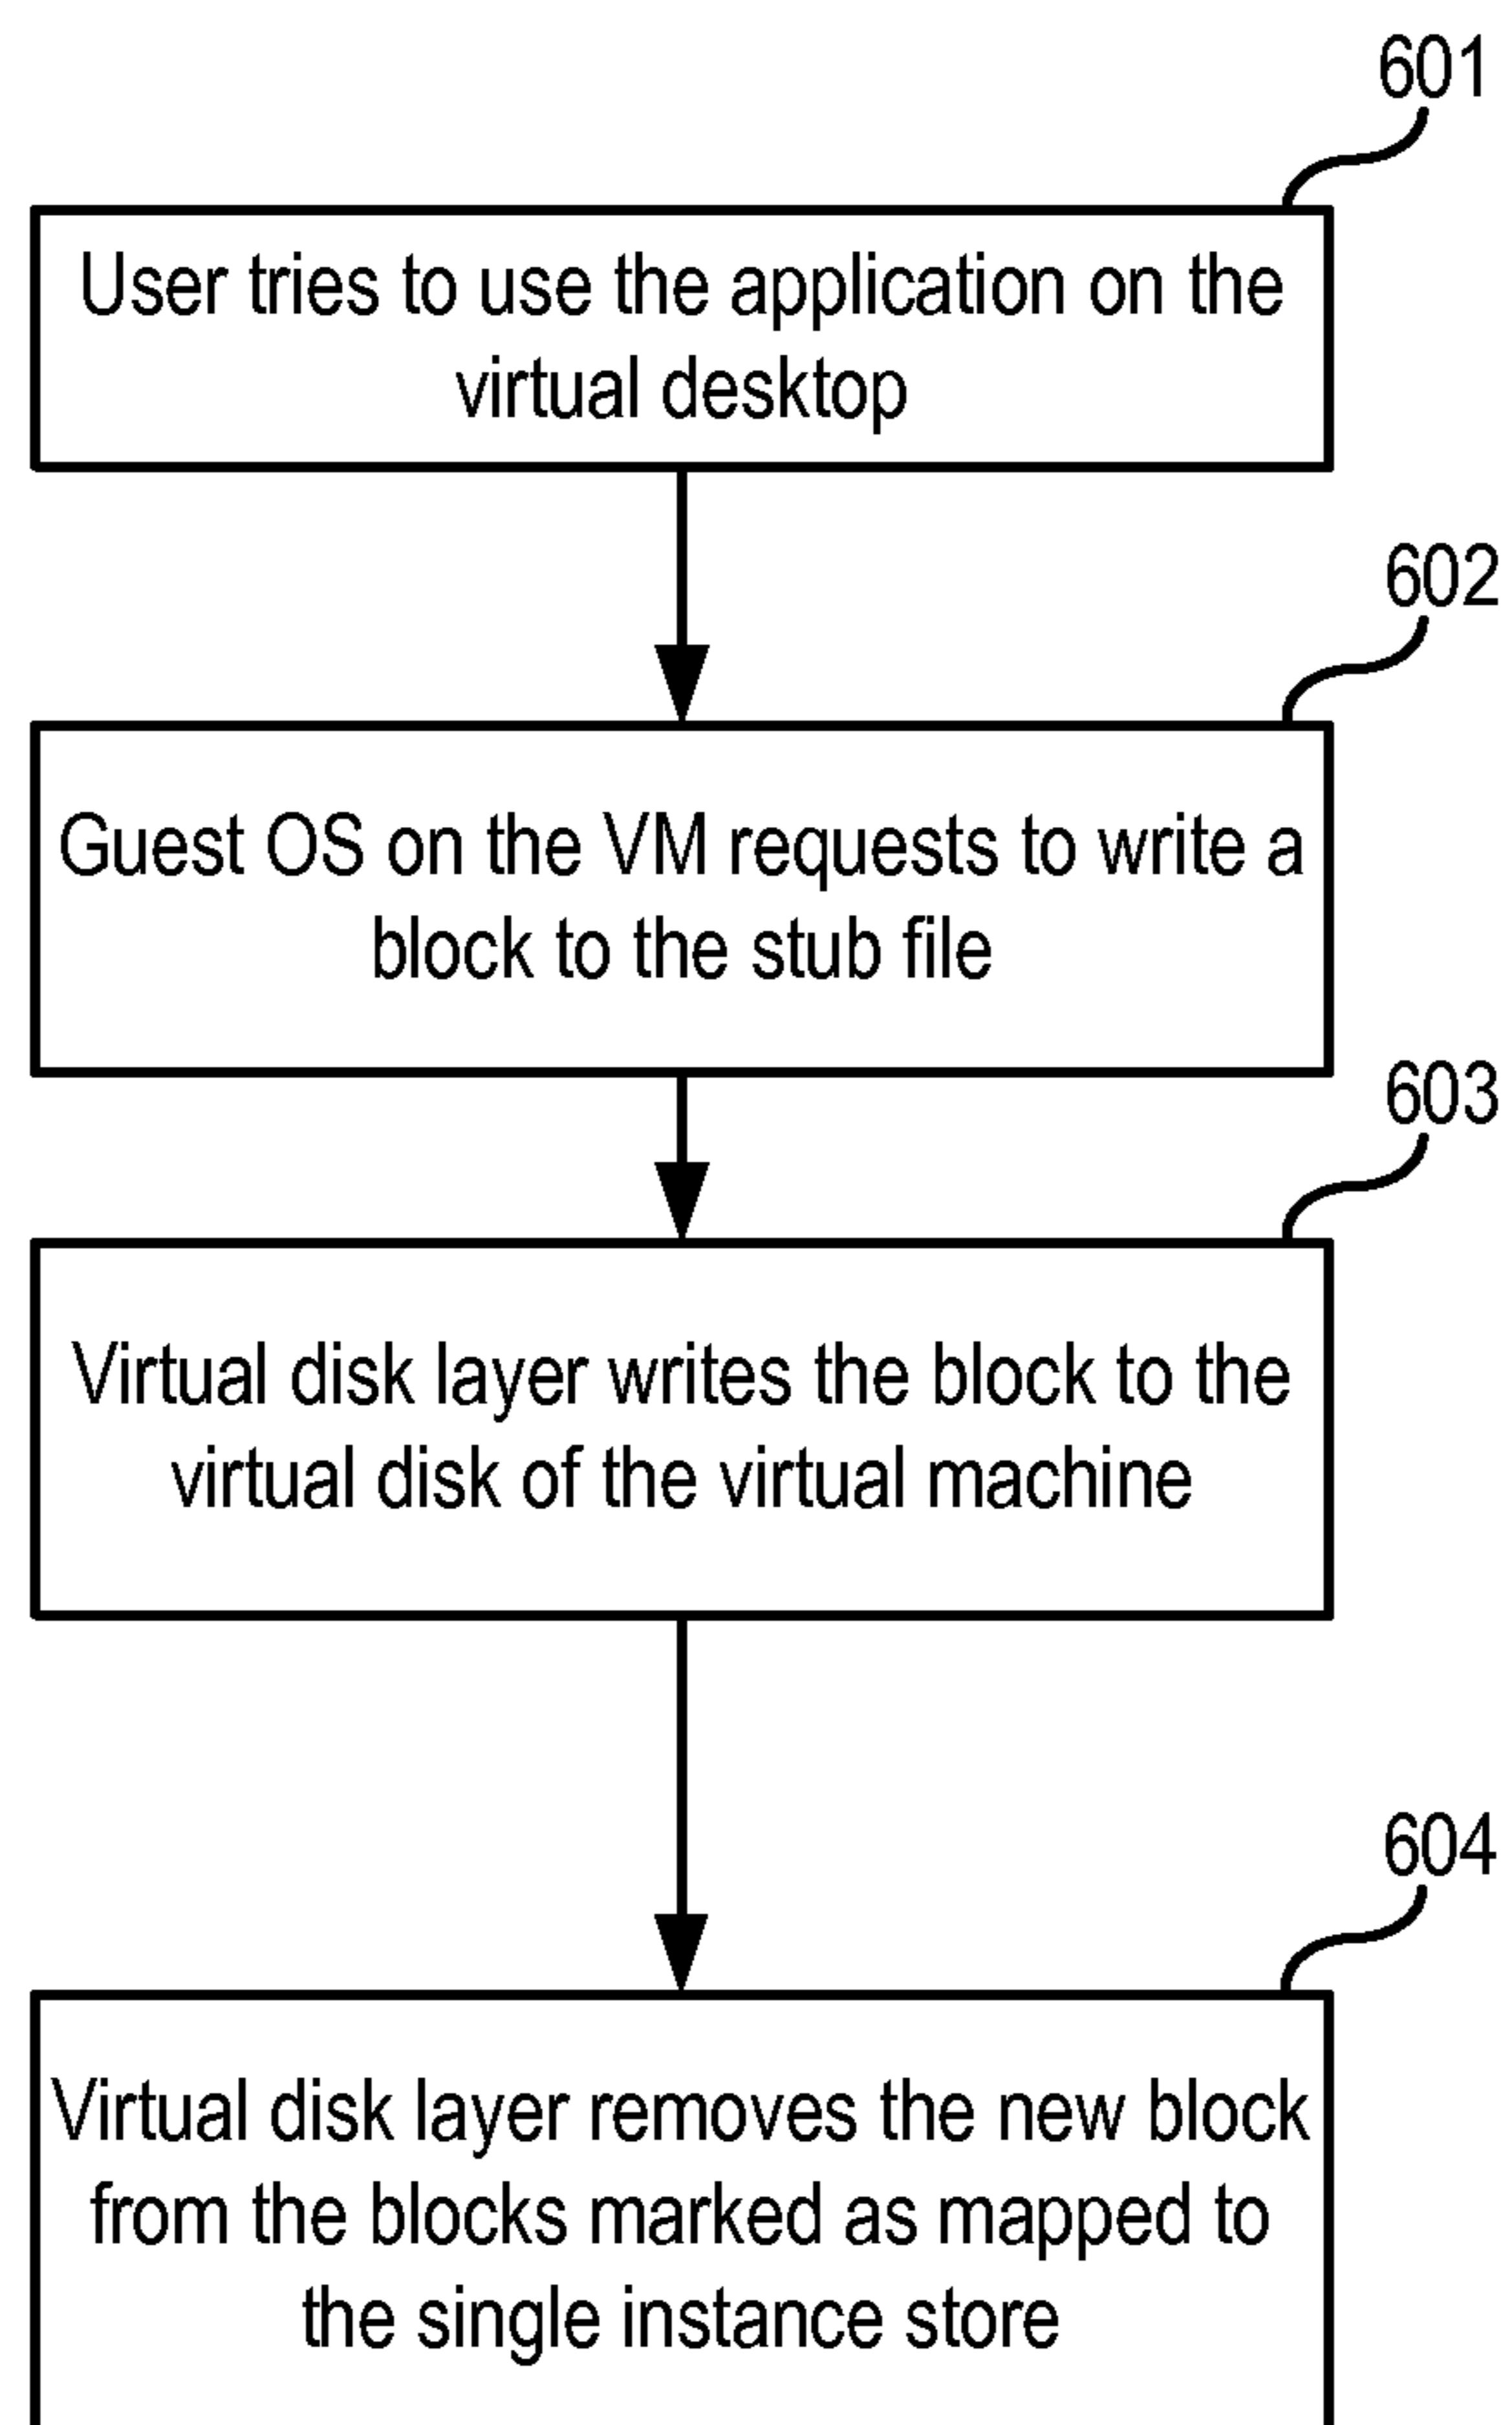 601
User tries to use the application on the
virtual desktop
602
Guest OS on the VM requests to write a
block to the stub file
603
Virtual disk layer writes the block to the
virtual disk of the virtual machine
604
Virtual disk layer removes the new block
from the blocks marked as mapped to
the single instance store